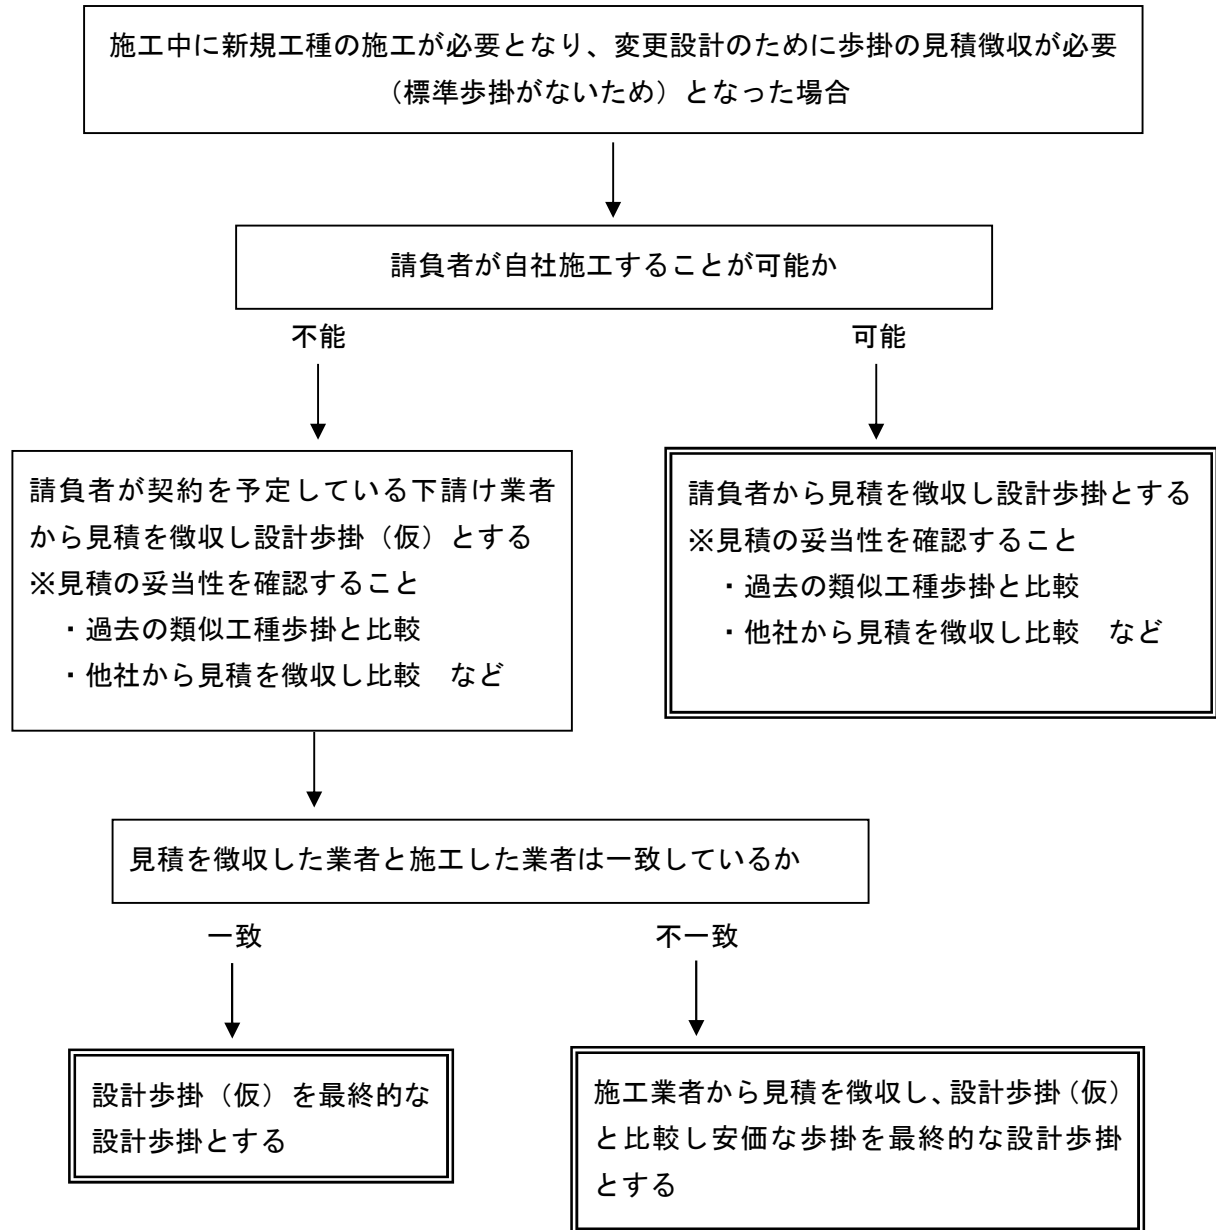 施工中に新規工種の施工が必要となり、変更設計のために歩掛の見積徴収が必要
（標準歩掛がないため）となった場合
請負者が自社施工することが可能か
不能
可能
請負者が契約を予定している下請け業者
から見積を徴収し設計歩掛（仮）とする
※見積の妥当性を確認すること
・過去の類似工種歩掛と比較
・他社から見積を徴収し比較　など
請負者から見積を徴収し設計歩掛とする
※見積の妥当性を確認すること
・過去の類似工種歩掛と比較
・他社から見積を徴収し比較　など
見積を徴収した業者と施工した業者は一致しているか
一致
不一致
設計歩掛（仮）を最終的な
設計歩掛とする
施工業者から見積を徴収し、設計歩掛（仮）
と比較し安価な歩掛を最終的な設計歩掛
とする